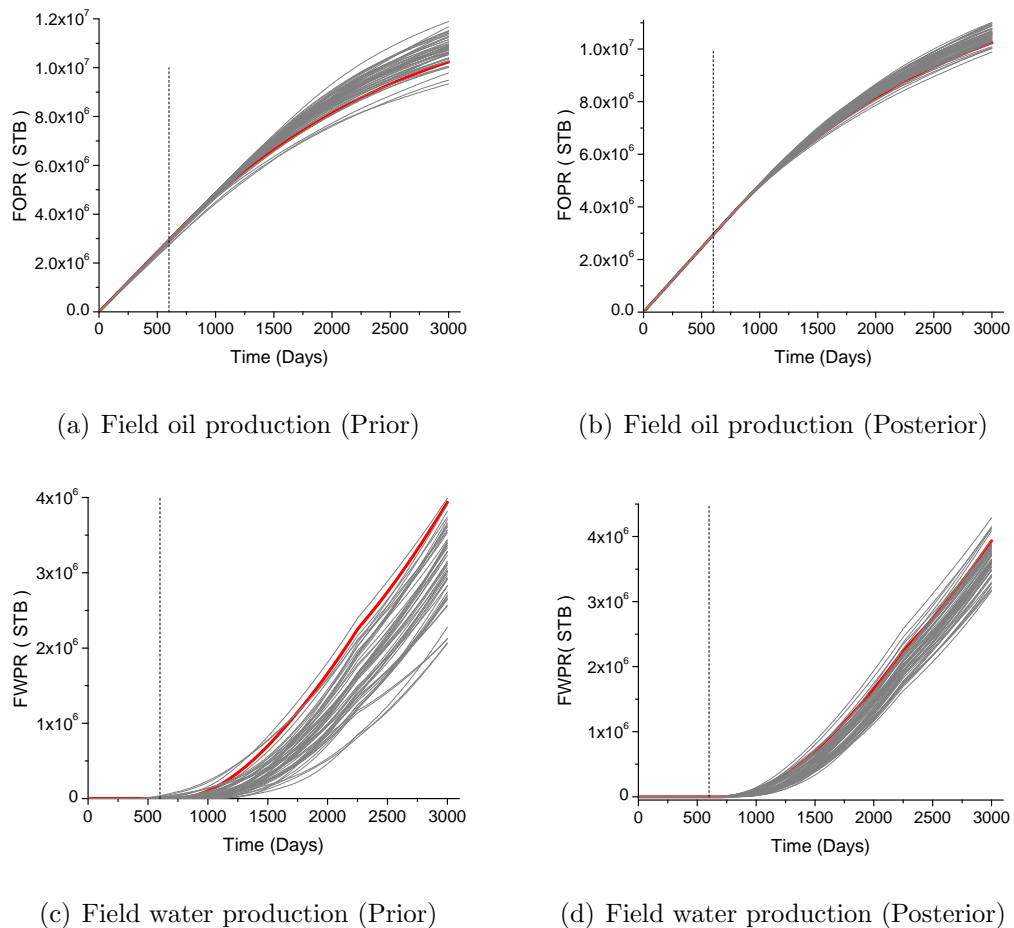 1.2x10⁷
1.0x10⁷
8.0x10⁶
6.0x10⁶
4.0x10⁶
2.0x10⁶
0.0
0 500 1000 1500 2000 2500 3000
FOPR ( STB )
Time (Days)
(a) Field oil production (Prior)
1.0x10⁷
8.0x10⁶
6.0x10⁶
4.0x10⁶
2.0x10⁶
0.0
0 500 1000 1500 2000 2500 3000
FOPR ( STB )
Time (Days)
(b) Field oil production (Posterior)
4x10⁶
3x10⁶
2x10⁶
1x10⁶
0
0 500 1000 1500 2000 2500 3000
FWPR ( STB )
Time (Days)
(c) Field water production (Prior)
4x10⁶
3x10⁶
2x10⁶
1x10⁶
0
0 500 1000 1500 2000 2500 3000
FWPR( STB )
Time (Days)
(d) Field water production (Posterior)